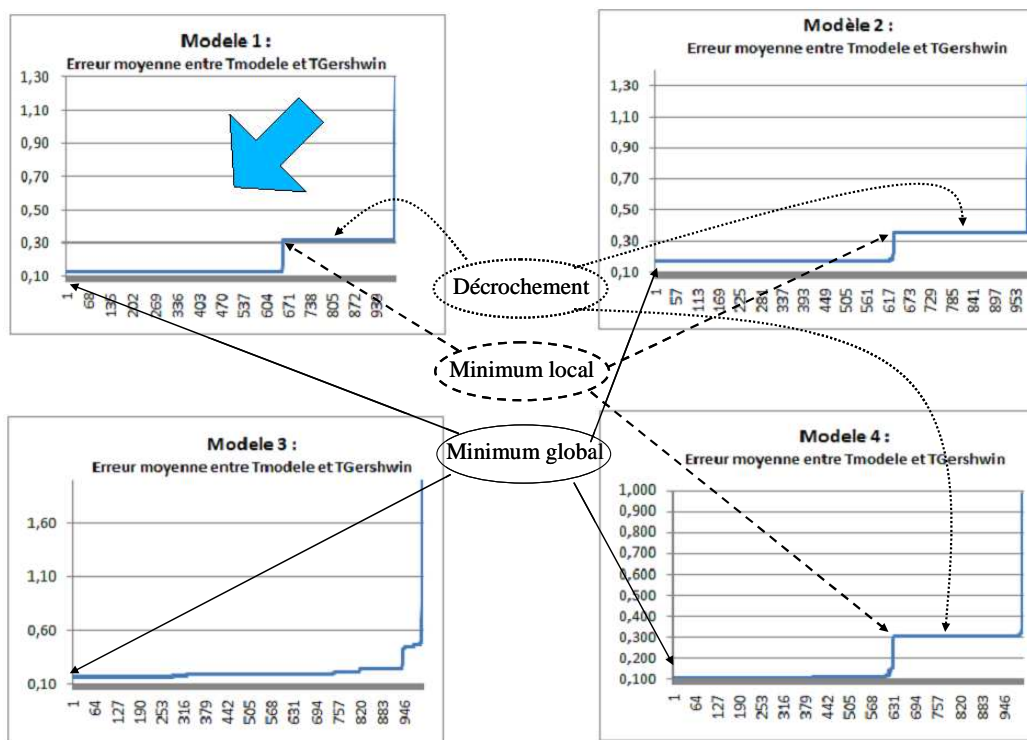 Modele 1 :
Erreur moyenne entre Tmodele et TGershwin
1,30
1,10
0,90
0,70
0,50
0,30
0,10
1 68 135 202 269 336 403 470 537 604 671 738 805 872 939
Modèle 2 :
Erreur moyenne entre Tmodele et TGershwin
1,30
1,10
0,90
0,70
0,50
0,30
0,10
1 57 113 169 225 281 337 393 449 505 561 617 673 729 785 841 897 953
Décrochement
Minimum local
Minimum global
Modele 3 :
Erreur moyenne entre Tmodele et TGershwin
1,60
1,10
0,60
0,10
1 64 127 190 253 316 379 442 505 568 631 694 757 820 883 946
Modele 4 :
Erreur moyenne entre Tmodele et TGershwin
1,000
0,900
0,800
0,700
0,600
0,500
0,400
0,300
0,200
0,100
1 64 127 190 253 316 379 442 505 568 631 694 757 820 883 946